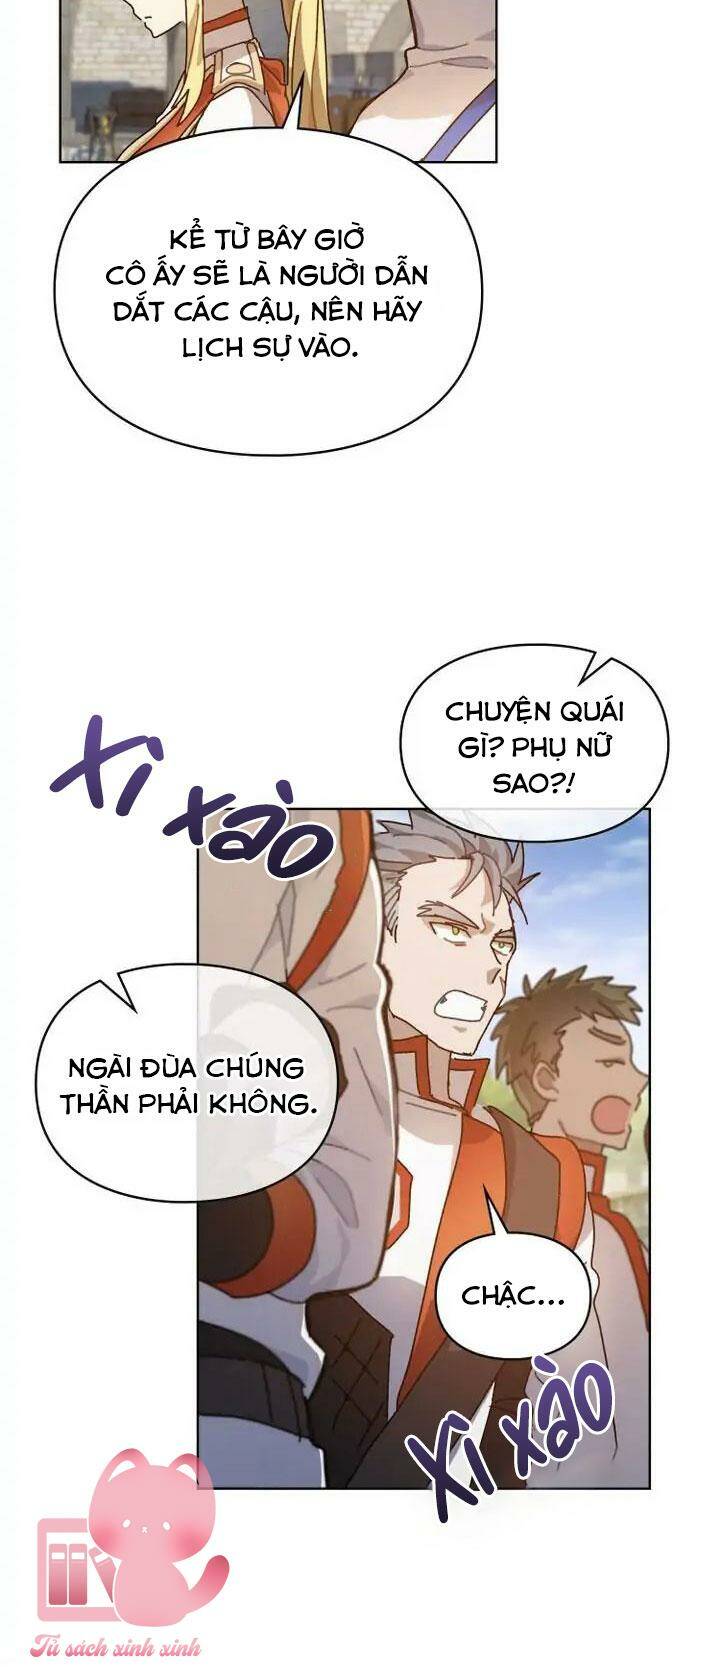 KỂ TỪ BÂY GIỜ
CÔ ẤY SẼ LÀ NGƯỜI DẪN
DẮT CÁC CẬU, NÊN HÃY
LỊCH SỰ VÀO.
CHUYỆN QUÁI
GÌ? PHỤ NỮ
SAO?!
Xì xào
NGÀI ĐÙA CHÚNG
THẦN PHẢI KHÔNG.
CHẬC...
Xì xào
Tủ sách xinh xinh